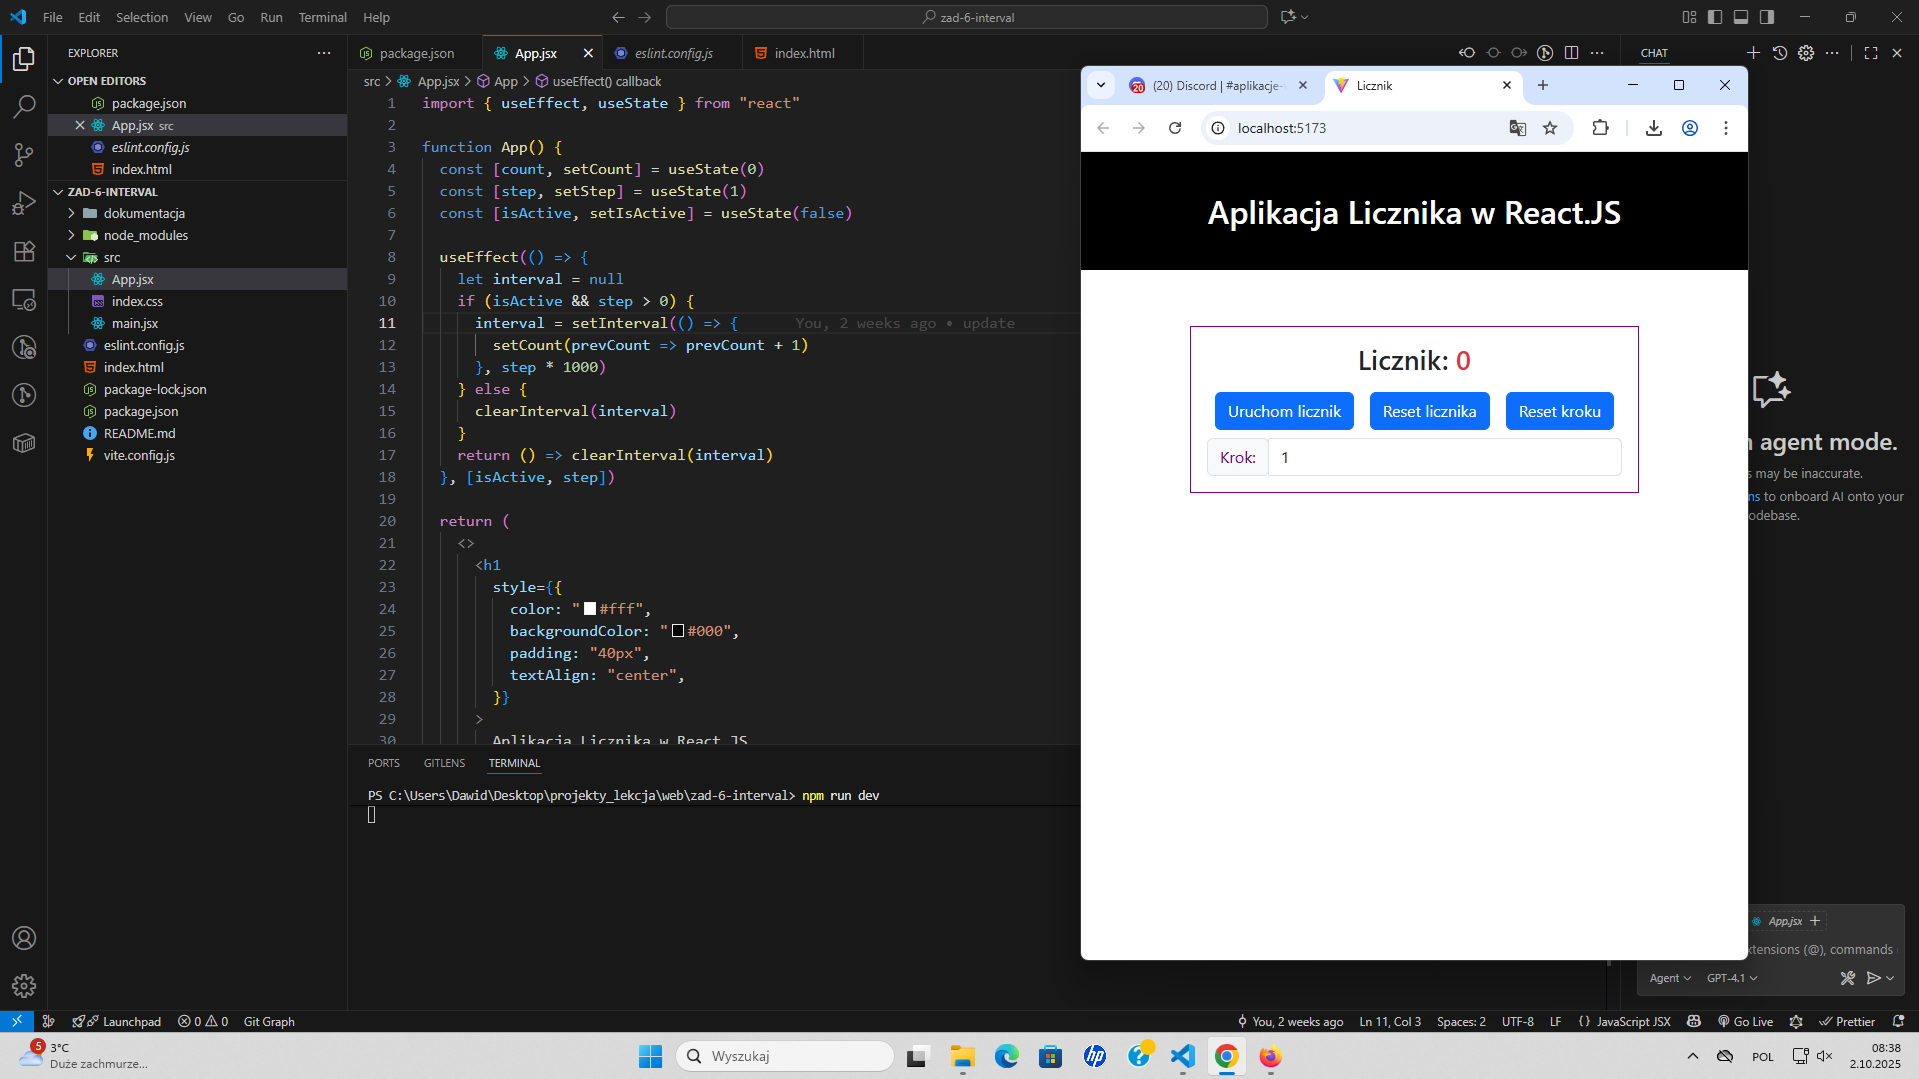 File Edit Selection View Go Run Terminal Help
zad-6-interval
EXPLORER
OPEN EDITORS
package.json
App.jsx src
eslint.config.js
index.html
ZAD-6-INTERVAL
dokumentacja
node_modules
src
App.jsx
index.css
main.jsx
eslint.config.js
index.html
package-lock.json
package.json
README.md
vite.config.js
package.json
App.jsx
eslint.config.js
index.html
src > App.jsx > App > useEffect() callback
1 import { useEffect, useState } from "react"
2
3 function App() {
4 const [count, setCount] = useState(0)
5 const [step, setStep] = useState(1)
6 const [isActive, setIsActive] = useState(false)
7
8 useEffect(() => {
9 let interval = null
10 if (isActive && step > 0) {
11 interval = setInterval(() => { You, 2 weeks ago • update
12 setCount(prevCount => prevCount + 1)
13 }, step * 1000)
14 } else {
15 clearInterval(interval)
16 }
17 return () => clearInterval(interval)
18 }, [isActive, step])
19
20 return (
21 <>
22 <h1
23 style={{
24 color: "#fff",
25 backgroundColor: "#000",
26 padding: "40px",
27 textAlign: "center",
28 }}
29 >
30 Aplikacja Licznika w React.JS
PORTS GITLENS TERMINAL
PS C:\Users\Dawid\Desktop\projekty_lekcja\web\zad-6-interval> npm run dev
20 (20) Discord | #aplikacje-
Licznik
localhost:5173
Aplikacja Licznika w React.JS
Licznik: 0
Uruchom licznik
Reset licznika
Reset kroku
Krok: 1
CHAT
agent mode.
may be inaccurate.
to onboard AI onto your
App.jsx
commands
Agent GPT-4.1
Launchpad 0 0 Git Graph
You, 2 weeks ago Ln 11, Col 3 Spaces: 2 UTF-8 LF {} JavaScript JSX Go Live Prettier
5 3°C
Duże zachmurze...
Wyszukaj
hp
POL
08:38
2.10.2025